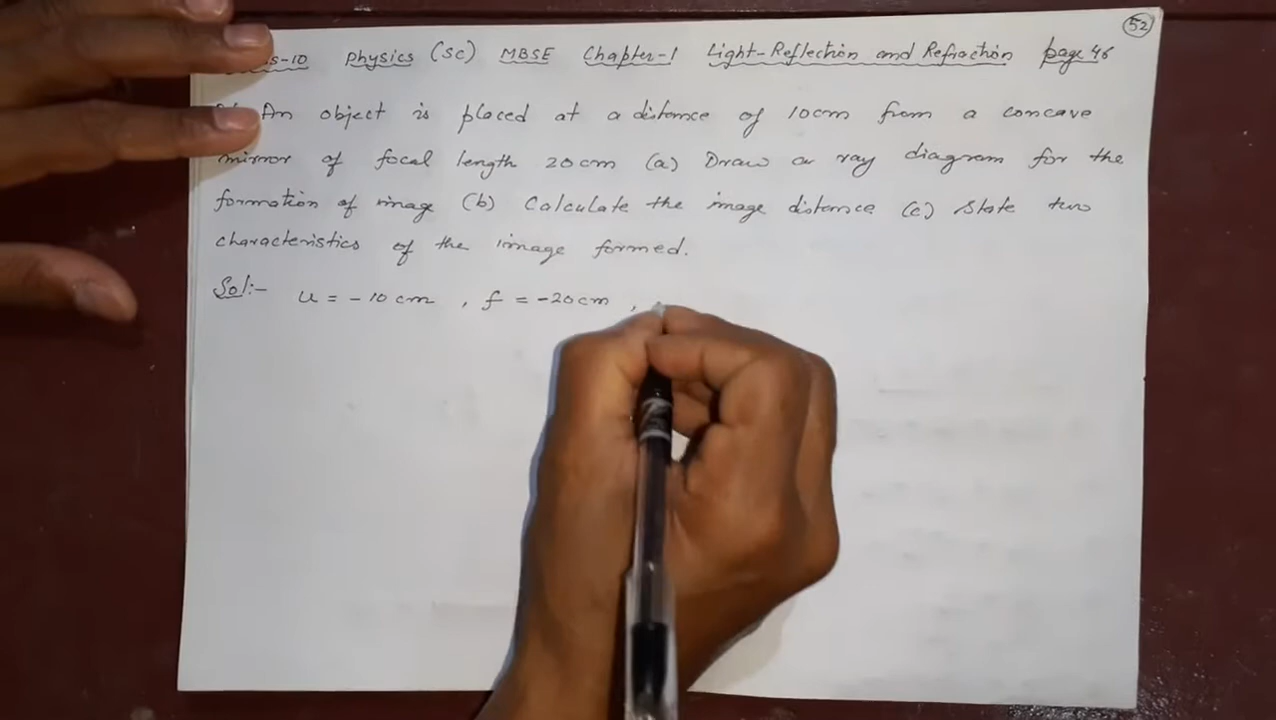 52
s-10 Physics (SC) MBSE Chapter-1 Light-Reflection and Refraction page 46
An object is placed at a distance of 10cm from a concave
mirror of focal length 20cm (a) Draw a ray diagram for the
formation of image (b) Calculate the image distance (c) State two
characteristics of the image formed.
Sol:- u = -10cm , f = -20cm ,